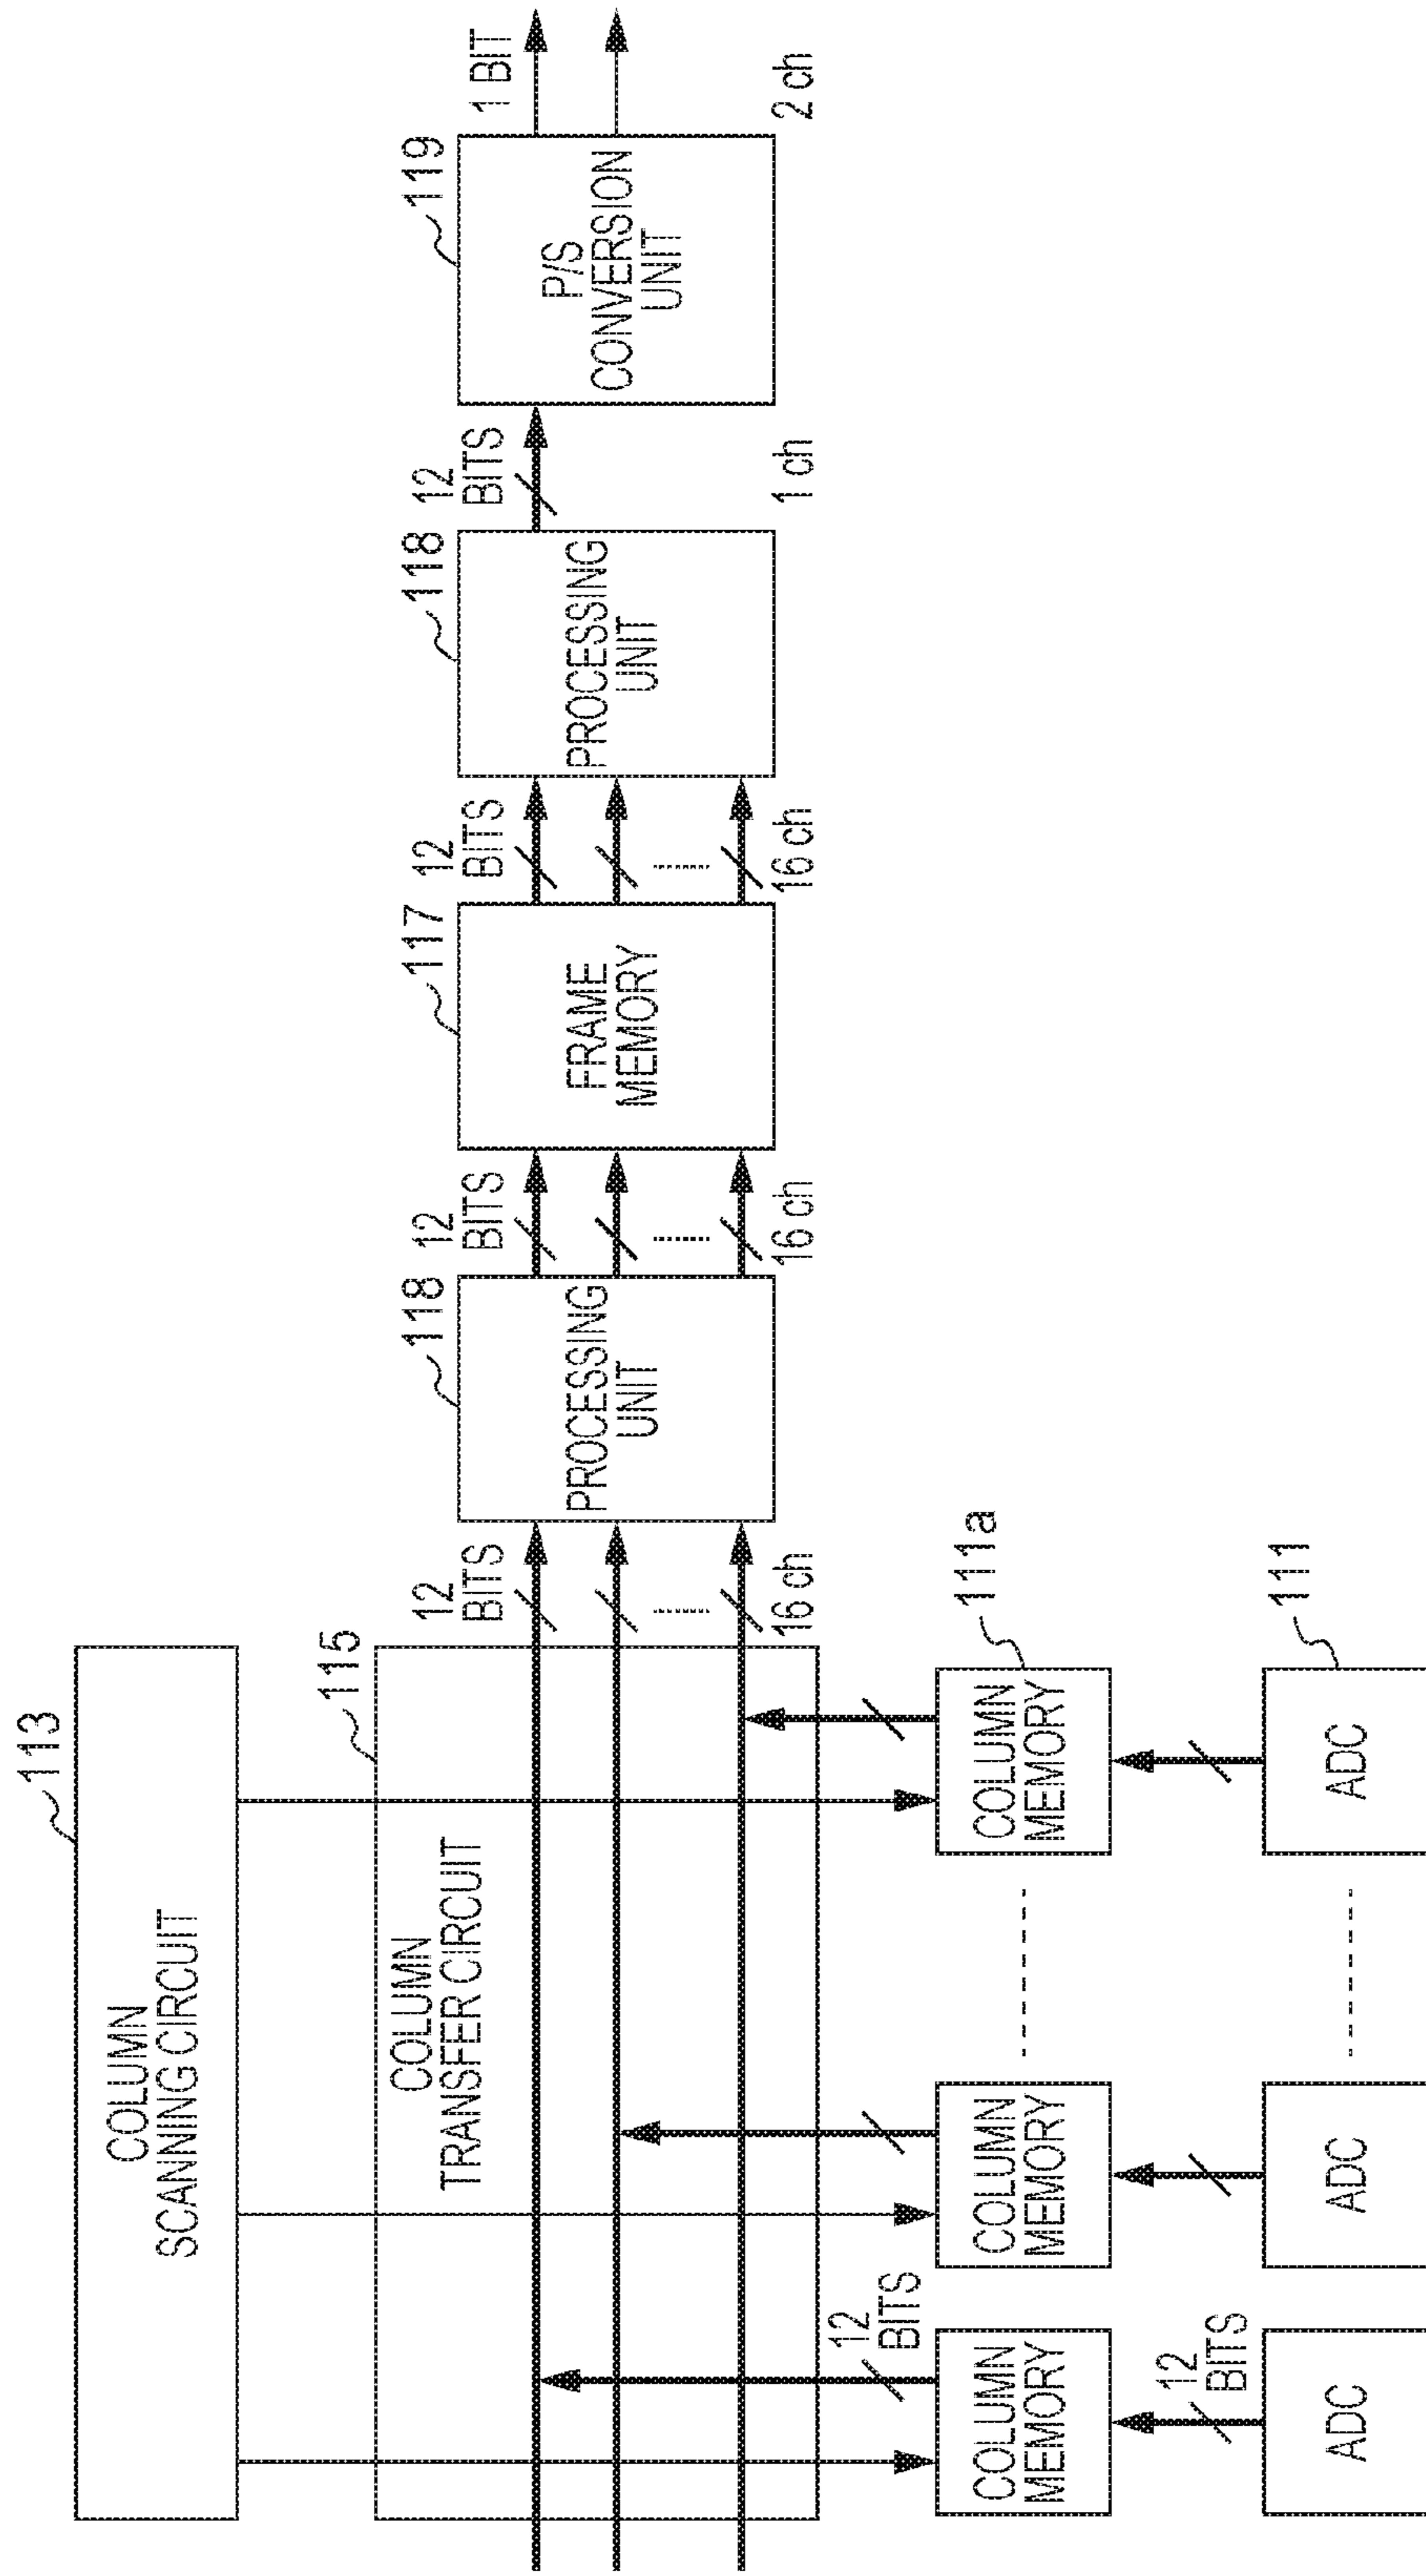 113
COLUMN
SCANNING CIRCUIT
115
COLUMN
TRANSFER CIRCUIT
12
BITS
16 ch
118
PROCESSING
UNIT
12
BITS
16 ch
117
FRAME
MEMORY
12
BITS
16 ch
118
PROCESSING
UNIT
12
BITS
1 ch
119
P/S
CONVERSION
UNIT
1 BIT
2 ch
12
BITS
COLUMN
MEMORY
COLUMN
MEMORY
COLUMN
MEMORY
111a
12
BITS
ADC
ADC
ADC
111